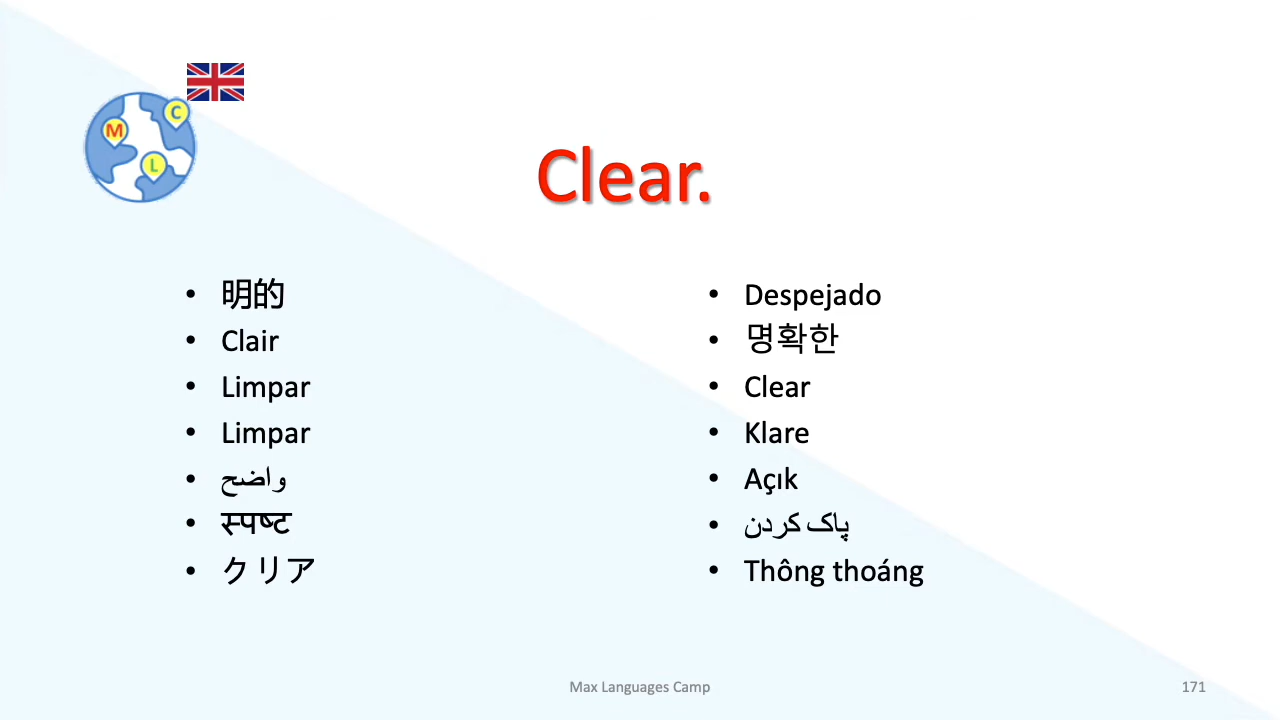 M
C
L
Clear.
明的
Clair
Limpar
Limpar
واضح
स्पष्ट
クリア
Despejado
명확한
Clear
Klare
Açık
پاک کردن
Thông thoáng
Max Languages Camp
171